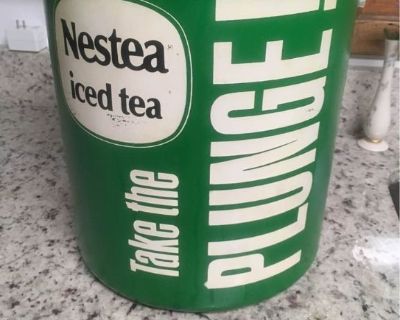 Nestea
iced tea
Take the
PLUNGE!